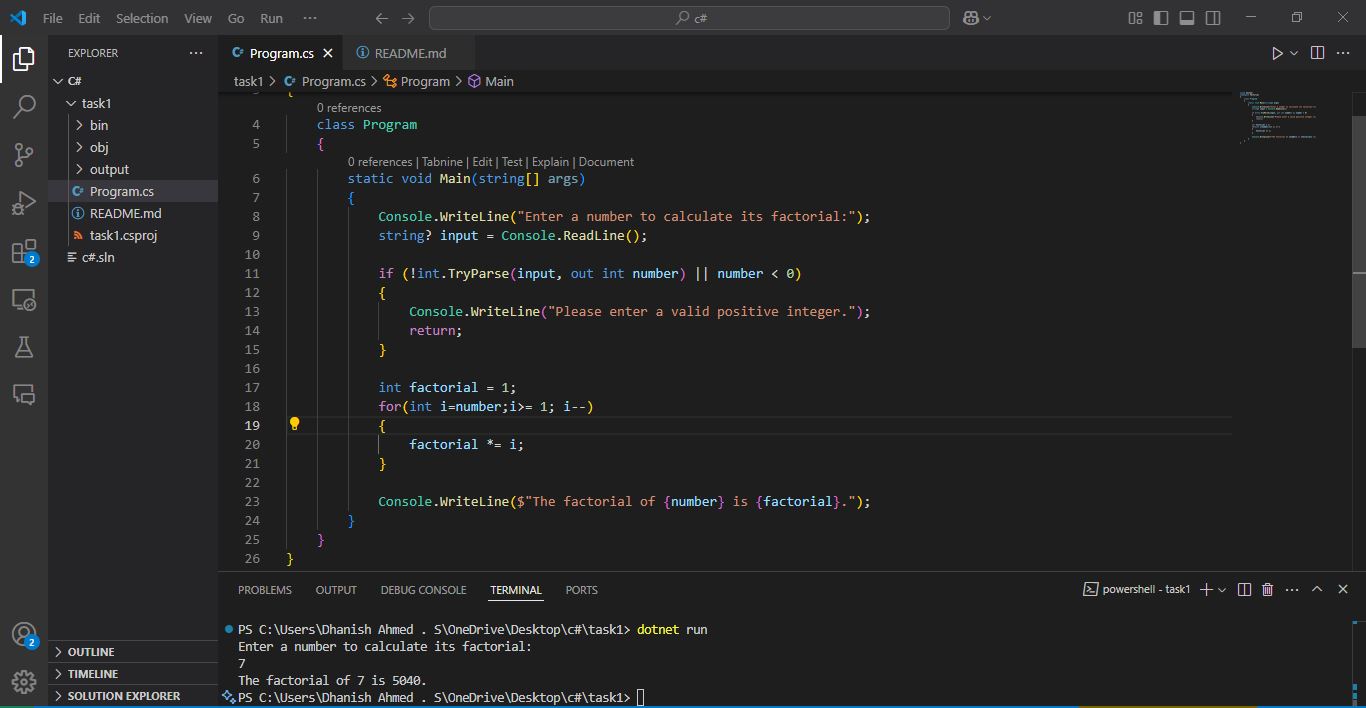 File Edit Selection View Go Run ··· c#
EXPLORER ···
C#
task1
bin
obj
output
Program.cs
README.md
task1.csproj
c#.sln
OUTLINE
TIMELINE
SOLUTION EXPLORER
2
2
Program.cs README.md
task1 > Program.cs > Program > Main
0 references
4 class Program
5 {
0 references | Tabnine | Edit | Test | Explain | Document
6 static void Main(string[] args)
7 {
8 Console.WriteLine("Enter a number to calculate its factorial:");
9 string? input = Console.ReadLine();
10
11 if (!int.TryParse(input, out int number) || number < 0)
12 {
13 Console.WriteLine("Please enter a valid positive integer.");
14 return;
15 }
16
17 int factorial = 1;
18 for(int i=number;i>= 1; i--)
19 {
20 factorial *= i;
21 }
22
23 Console.WriteLine($"The factorial of {number} is {factorial}.");
24 }
25 }
26 }
PROBLEMS OUTPUT DEBUG CONSOLE TERMINAL PORTS powershell - task1
PS C:\Users\Dhanish Ahmed . S\OneDrive\Desktop\c#\task1> dotnet run
Enter a number to calculate its factorial:
7
The factorial of 7 is 5040.
PS C:\Users\Dhanish Ahmed . S\OneDrive\Desktop\c#\task1>